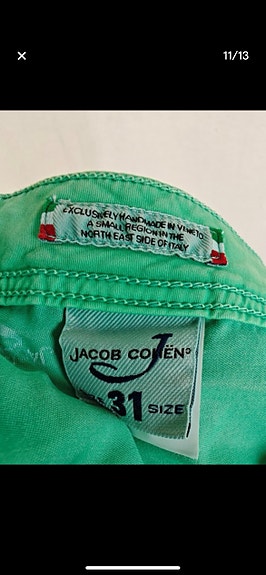 11/13
EXCLUSIVELY HANDMADE IN VENETO
A SMALL REGION IN THE
NORTH EAST SIDE OF ITALY
J
JACOB COHËN®
31 SIZE